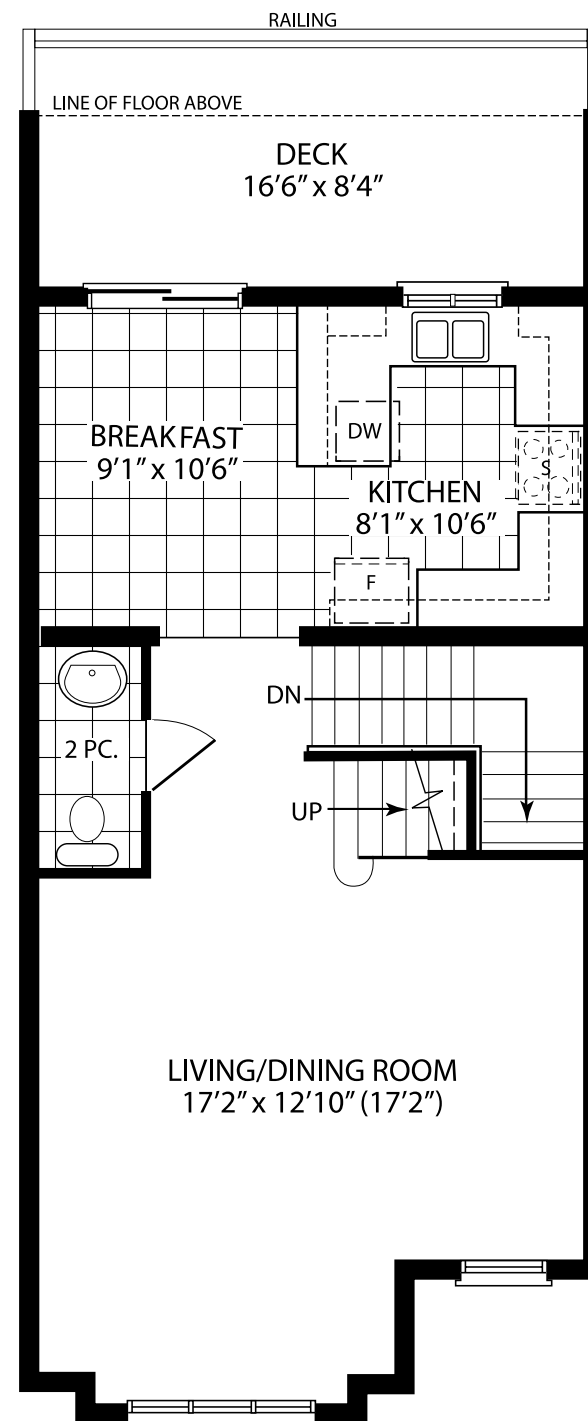 RAILING
LINE OF FLOOR ABOVE
DECK
16’6” x 8’4”
BREAKFAST
9’1” x 10’6”
DW
S
KITCHEN
8’1” x 10’6”
F
DN
2 PC.
UP
LIVING/DINING ROOM
17’2” x 12’10” (17’2”)